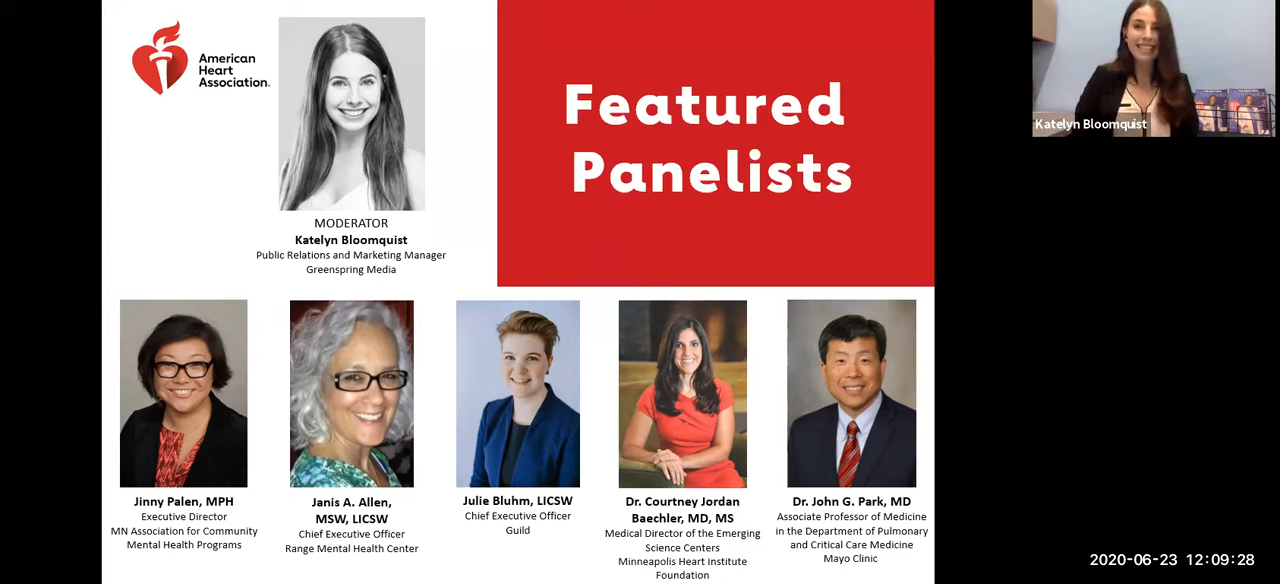 American
Heart
Association.
Featured
Panelists
Katelyn Bloomquist
MODERATOR
Katelyn Bloomquist
Public Relations and Marketing Manager
Greenspring Media
Jinny Palen, MPH
Executive Director
MN Association for Community
Mental Health Programs
Janis A. Allen,
MSW, LICSW
Chief Executive Officer
Range Mental Health Center
Julie Bluhm, LICSW
Chief Executive Officer
Guild
Dr. Courtney Jordan
Baechler, MD, MS
Medical Director of the Emerging
Science Centers
Minneapolis Heart Institute
Foundation
Dr. John G. Park, MD
Associate Professor of Medicine
in the Department of Pulmonary
and Critical Care Medicine
Mayo Clinic
2020-06-23 12:09:28